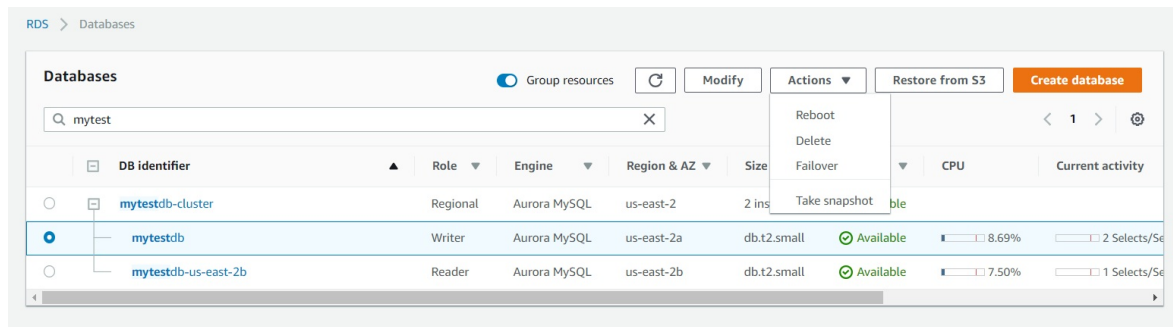 RDS > Databases
Databases
Group resources
Modify
Actions
Restore from S3
Create database
mytest
1
Reboot
Delete
Failover
Take snapshot
DB identifier Role Engine Region & AZ Size CPU Current activity
mytestdb-cluster Regional Aurora MySQL us-east-2 2 ins ble
mytestdb Writer Aurora MySQL us-east-2a db.t2.small Available 8.69% 2 Selects/Se
mytestdb-us-east-2b Reader Aurora MySQL us-east-2b db.t2.small Available 7.50% 1 Selects/Se